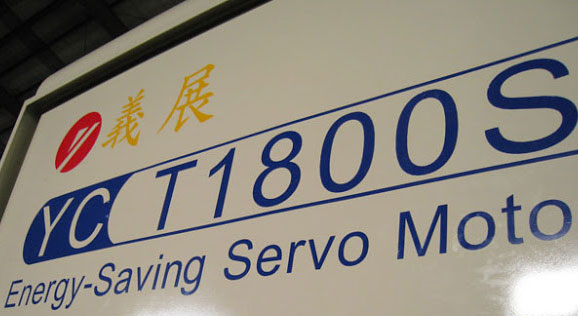 義展
YC T1800S
Energy-Saving Servo Moto